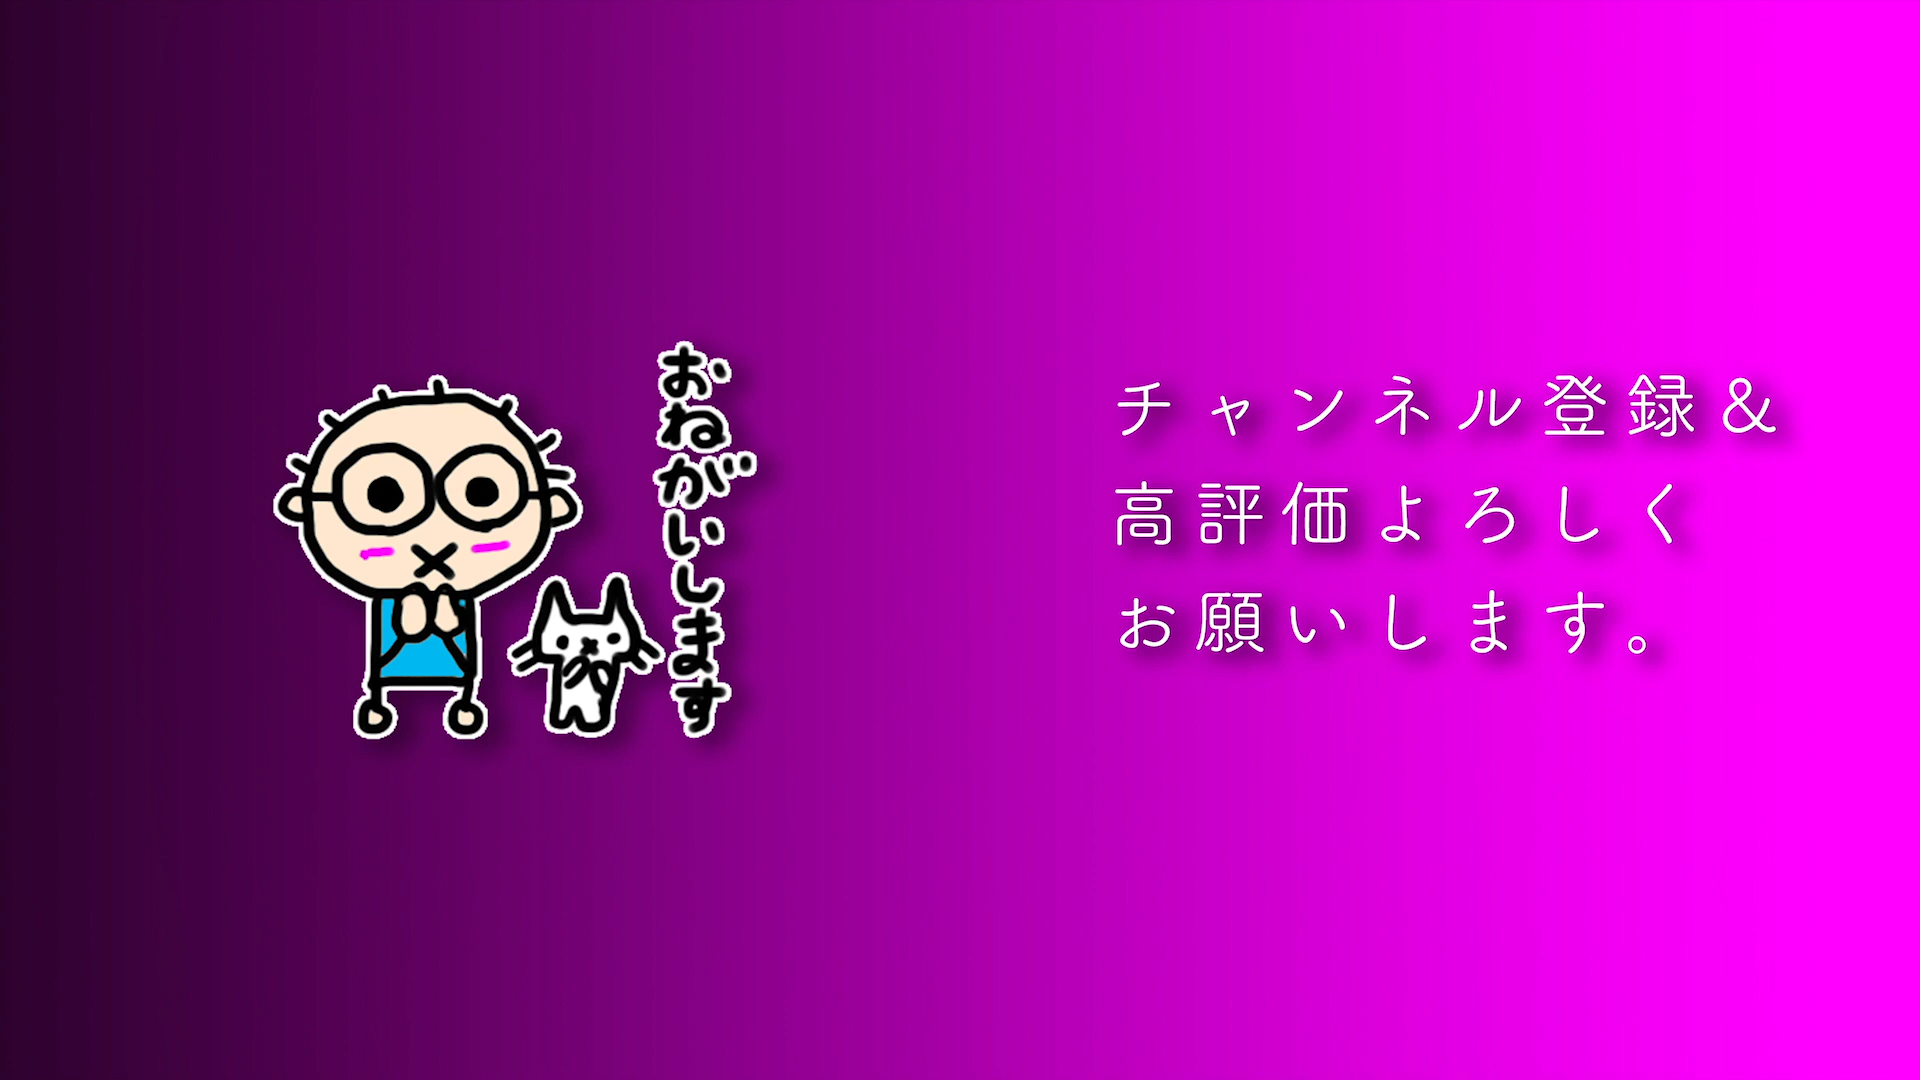 おねがいします
チャンネル登録＆
高評価よろしく
お願いします。